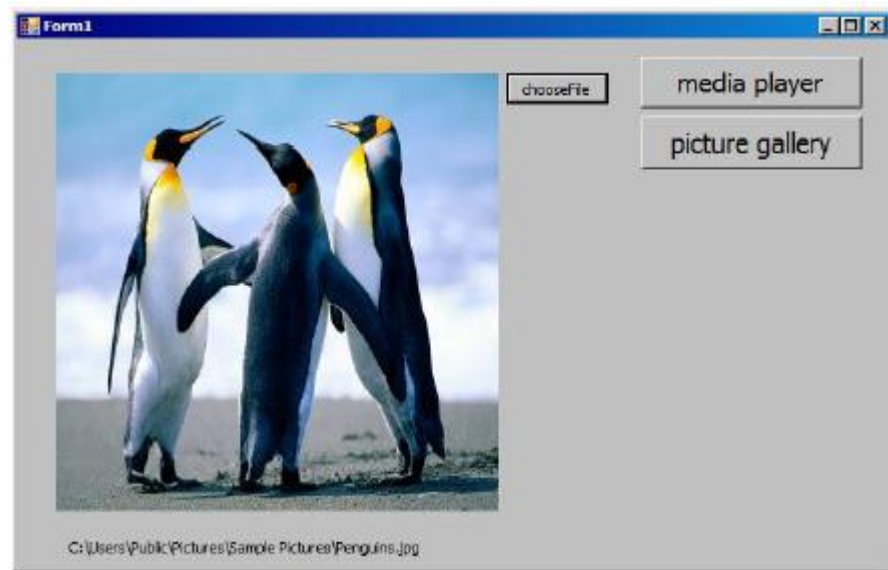 Form1
chooseFile
media player
picture gallery
C:\Users\Public\Pictures\Sample Pictures\Penguins.jpg